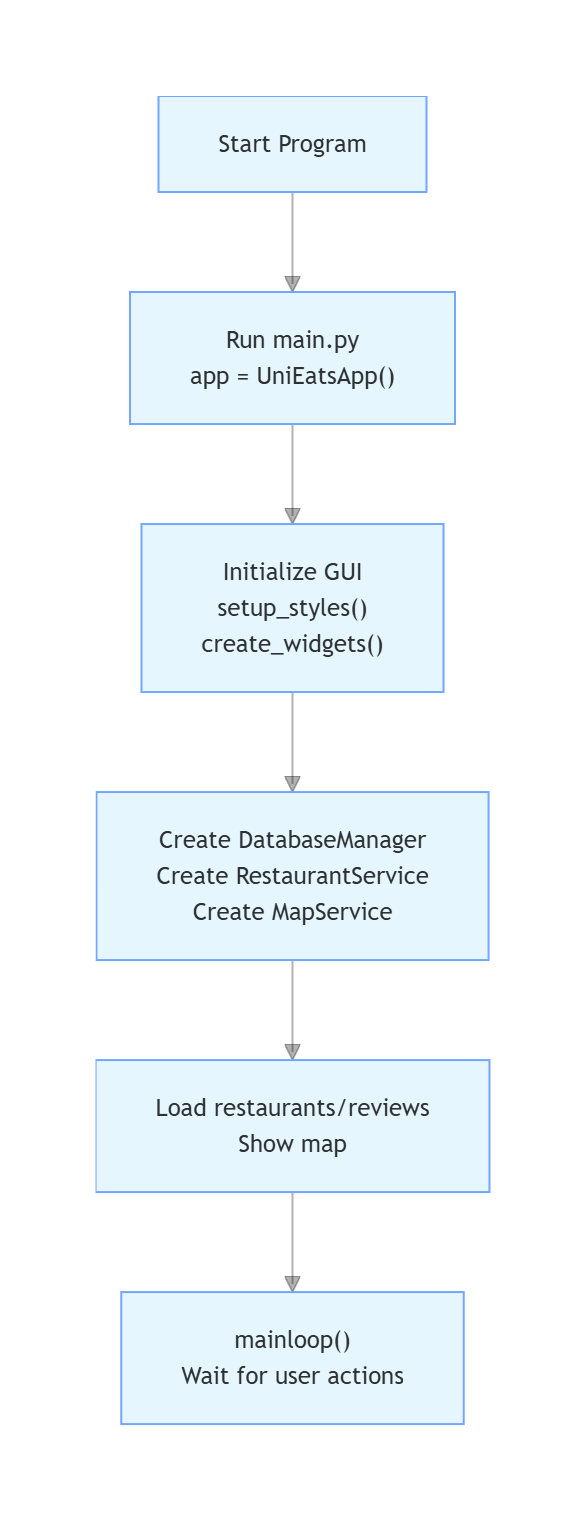 Start Program
Run main.py
app = UniEatsApp()
Initialize GUI
setup_styles()
create_widgets()
Create DatabaseManager
Create RestaurantService
Create MapService
Load restaurants/reviews
Show map
mainloop()
Wait for user actions